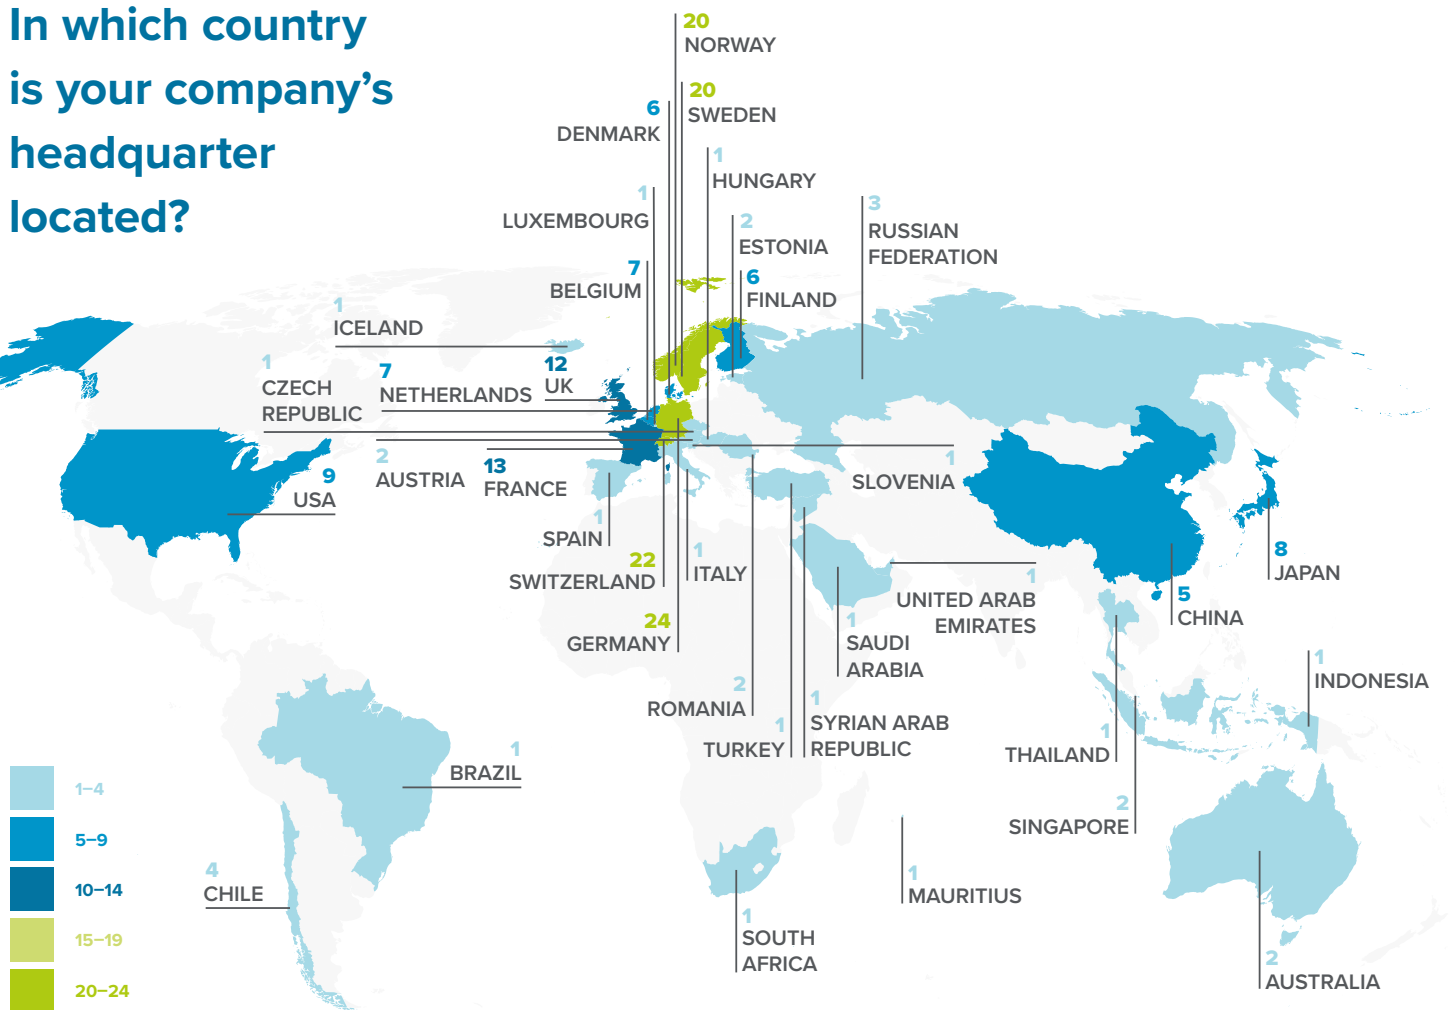 In which country
is your company’s
headquarter
located?
20
NORWAY
20
SWEDEN
6
DENMARK
1
HUNGARY
1
LUXEMBOURG
2
ESTONIA
3
RUSSIAN
FEDERATION
7
BELGIUM
6
FINLAND
1
ICELAND
12
UK
1
CZECH
REPUBLIC
7
NETHERLANDS
2
AUSTRIA
13
FRANCE
9
USA
1
SLOVENIA
1
SPAIN
22
SWITZERLAND
1
ITALY
24
GERMANY
1
UNITED ARAB
EMIRATES
8
JAPAN
5
CHINA
1
SAUDI
ARABIA
2
ROMANIA
1
TURKEY
1
SYRIAN ARAB
REPUBLIC
1
INDONESIA
1
THAILAND
2
SINGAPORE
1
BRAZIL
4
CHILE
1
MAURITIUS
1
SOUTH
AFRICA
2
AUSTRALIA
1–4
5–9
10–14
15–19
20–24